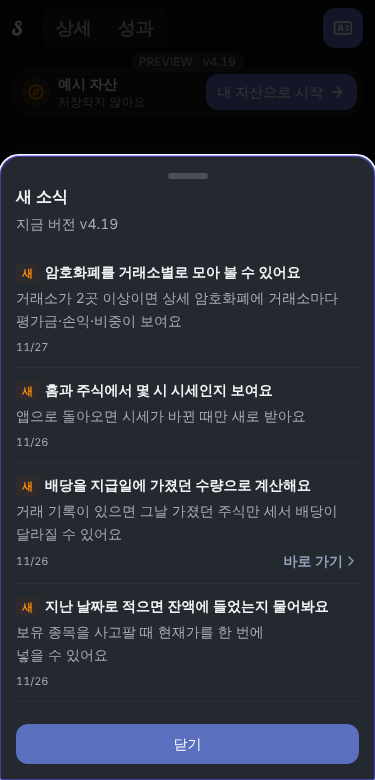 상세 성과
PREVIEW · v4.19
예시 자산
저장되지 않아요
내 자산으로 시작
새 소식
지금 버전 v4.19
새 암호화폐를 거래소별로 모아 볼 수 있어요
거래소가 2곳 이상이면 상세 암호화폐에 거래소마다
평가금·손익·비중이 보여요
11/27
새 홈과 주식에서 몇 시 시세인지 보여요
앱으로 돌아오면 시세가 바뀐 때만 새로 받아요
11/26
새 배당을 지급일에 가졌던 수량으로 계산해요
거래 기록이 있으면 그날 가졌던 주식만 세서 배당이
달라질 수 있어요
11/26
바로 가기
새 지난 날짜로 적으면 잔액에 들었는지 물어봐요
보유 종목을 사고팔 때 현재가를 한 번에
넣을 수 있어요
11/26
닫기